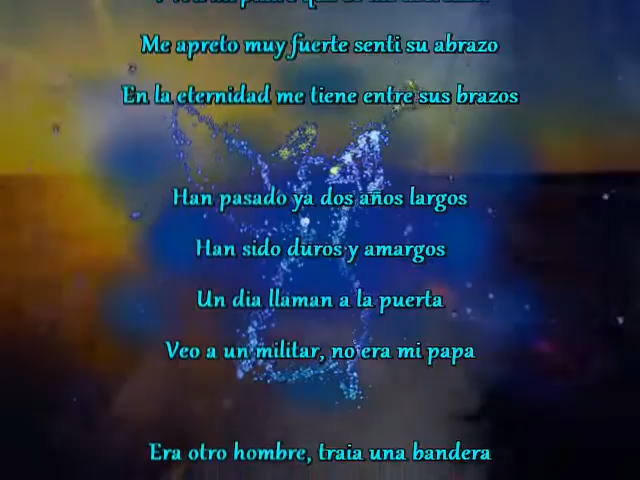 Me apreto muy fuerte senti su abrazo
En la eternidad me tiene entre sus brazos
Han pasado ya dos años largos
Han sido duros y amargos
Un dia llaman a la puerta
Veo a un militar, no era mi papa
Era otro hombre, traia una bandera